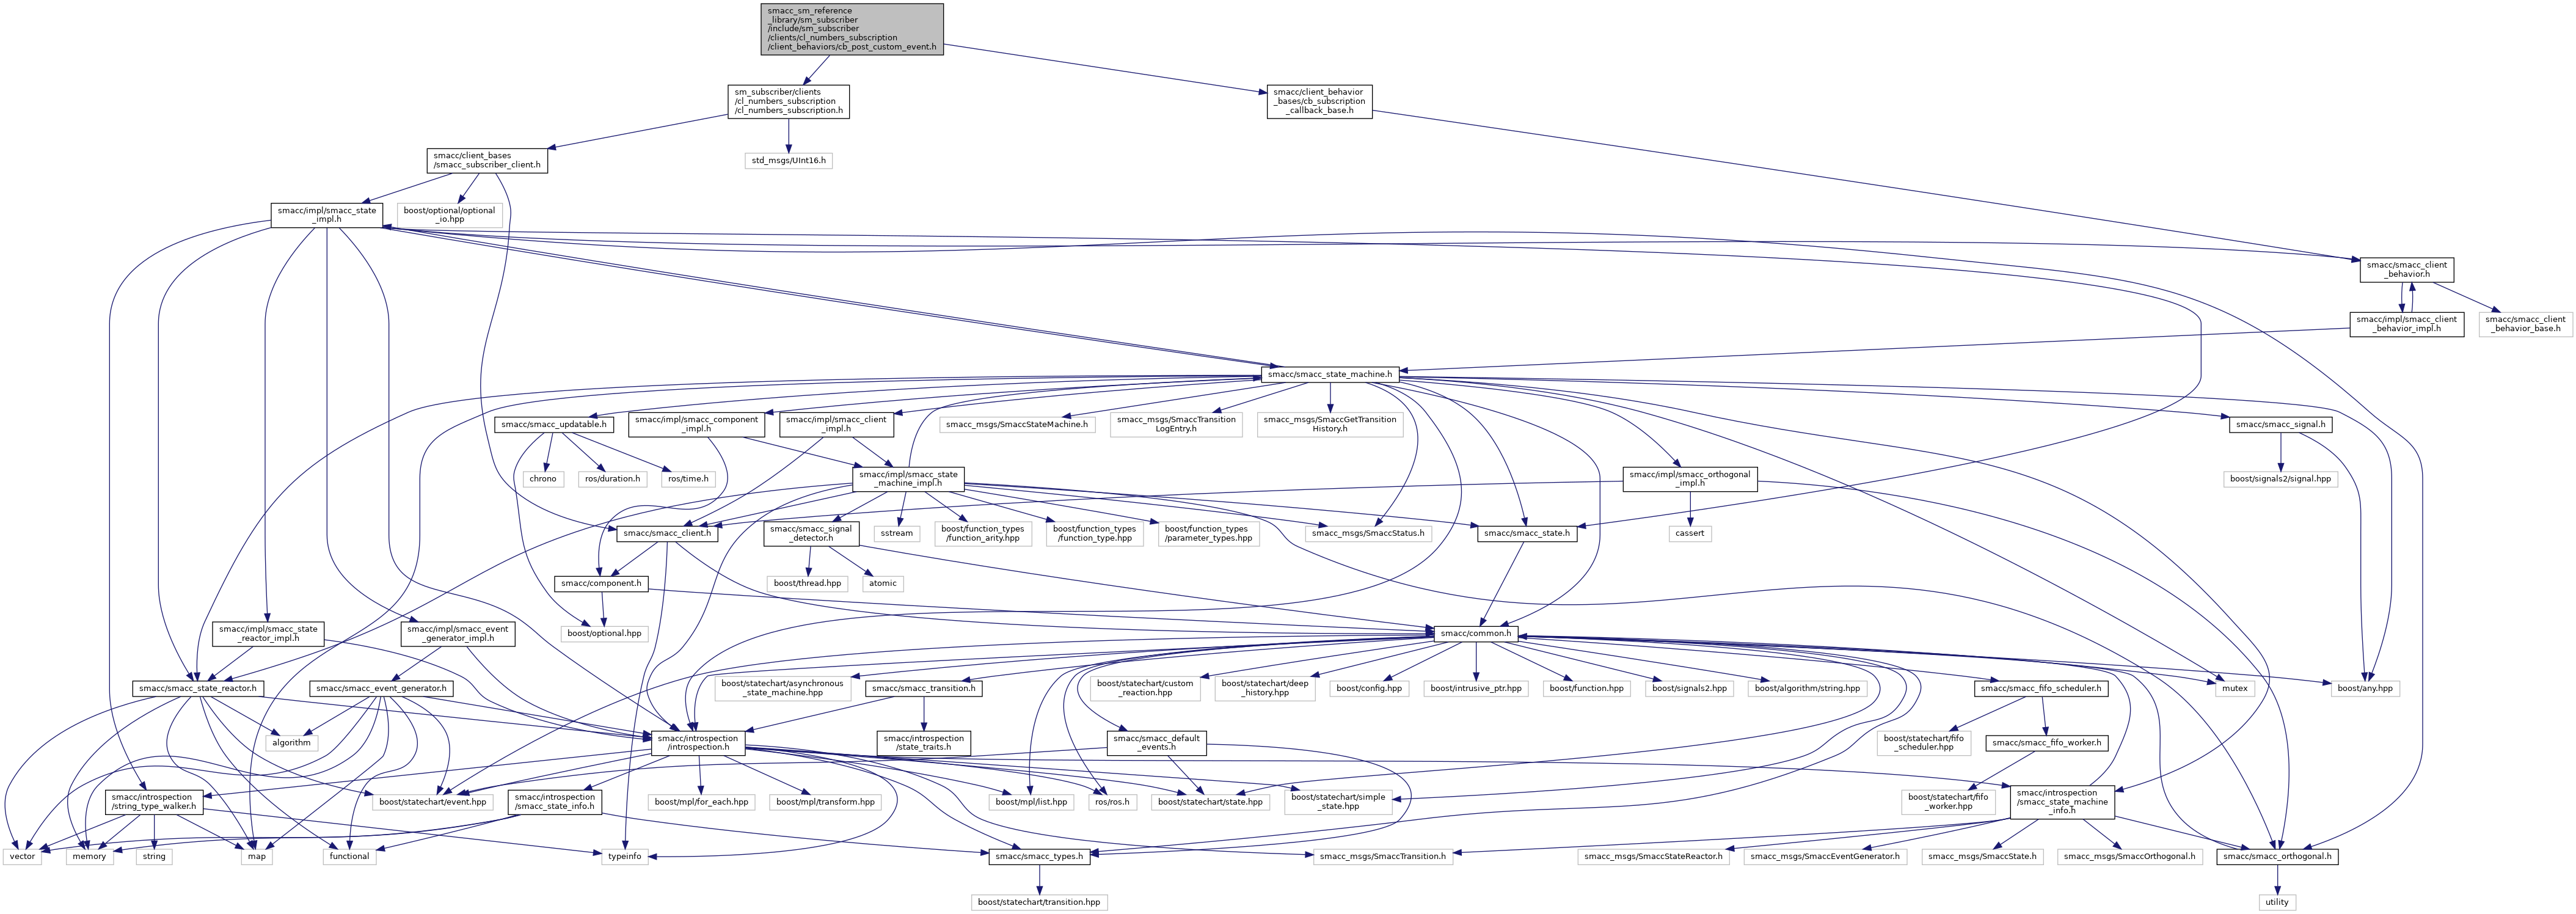 smacc_sm_reference
_library/sm_subscriber
/include/sm_subscriber
/clients/cl_numbers_subscription
/client_behaviors/cb_post_custom_event.h
sm_subscriber/clients
/cl_numbers_subscription
/cl_numbers_subscription.h
smacc/client_behavior
_bases/cb_subscription
_callback_base.h
smacc/client_bases
/smacc_subscriber_client.h
std_msgs/UInt16.h
smacc/impl/smacc_state
_impl.h
boost/optional/optional
_io.hpp
smacc/smacc_client
_behavior.h
smacc/impl/smacc_client
_behavior_impl.h
smacc/smacc_client
_behavior_base.h
smacc/smacc_state_machine.h
smacc/smacc_updatable.h
smacc/impl/smacc_component
_impl.h
smacc/impl/smacc_client
_impl.h
smacc_msgs/SmaccStateMachine.h
smacc_msgs/SmaccTransition
LogEntry.h
smacc_msgs/SmaccGetTransition
History.h
smacc/smacc_signal.h
chrono
ros/duration.h
ros/time.h
smacc/impl/smacc_state
_machine_impl.h
smacc/impl/smacc_orthogonal
_impl.h
boost/signals2/signal.hpp
smacc/smacc_client.h
smacc/smacc_signal
_detector.h
sstream
boost/function_types
/function_arity.hpp
boost/function_types
/function_type.hpp
boost/function_types
/parameter_types.hpp
smacc_msgs/SmaccStatus.h
smacc/smacc_state.h
cassert
smacc/component.h
boost/thread.hpp
atomic
smacc/impl/smacc_state
_reactor_impl.h
smacc/impl/smacc_event
_generator_impl.h
boost/optional.hpp
smacc/common.h
smacc/smacc_state_reactor.h
smacc/smacc_event_generator.h
boost/statechart/asynchronous
_state_machine.hpp
smacc/smacc_transition.h
boost/statechart/custom
_reaction.hpp
boost/statechart/deep
_history.hpp
boost/config.hpp
boost/intrusive_ptr.hpp
boost/function.hpp
boost/signals2.hpp
boost/algorithm/string.hpp
smacc/smacc_fifo_scheduler.h
mutex
boost/any.hpp
algorithm
smacc/introspection
/introspection.h
smacc/introspection
/state_traits.h
smacc/smacc_default
_events.h
boost/statechart/fifo
_scheduler.hpp
smacc/smacc_fifo_worker.h
smacc/introspection
/string_type_walker.h
boost/statechart/event.hpp
smacc/introspection
/smacc_state_info.h
boost/mpl/for_each.hpp
boost/mpl/transform.hpp
boost/mpl/list.hpp
ros/ros.h
boost/statechart/state.hpp
boost/statechart/simple
_state.hpp
boost/statechart/fifo
_worker.hpp
smacc/introspection
/smacc_state_machine
_info.h
vector
memory
string
map
functional
typeinfo
smacc/smacc_types.h
smacc_msgs/SmaccTransition.h
smacc_msgs/SmaccStateReactor.h
smacc_msgs/SmaccEventGenerator.h
smacc_msgs/SmaccState.h
smacc_msgs/SmaccOrthogonal.h
smacc/smacc_orthogonal.h
boost/statechart/transition.hpp
utility